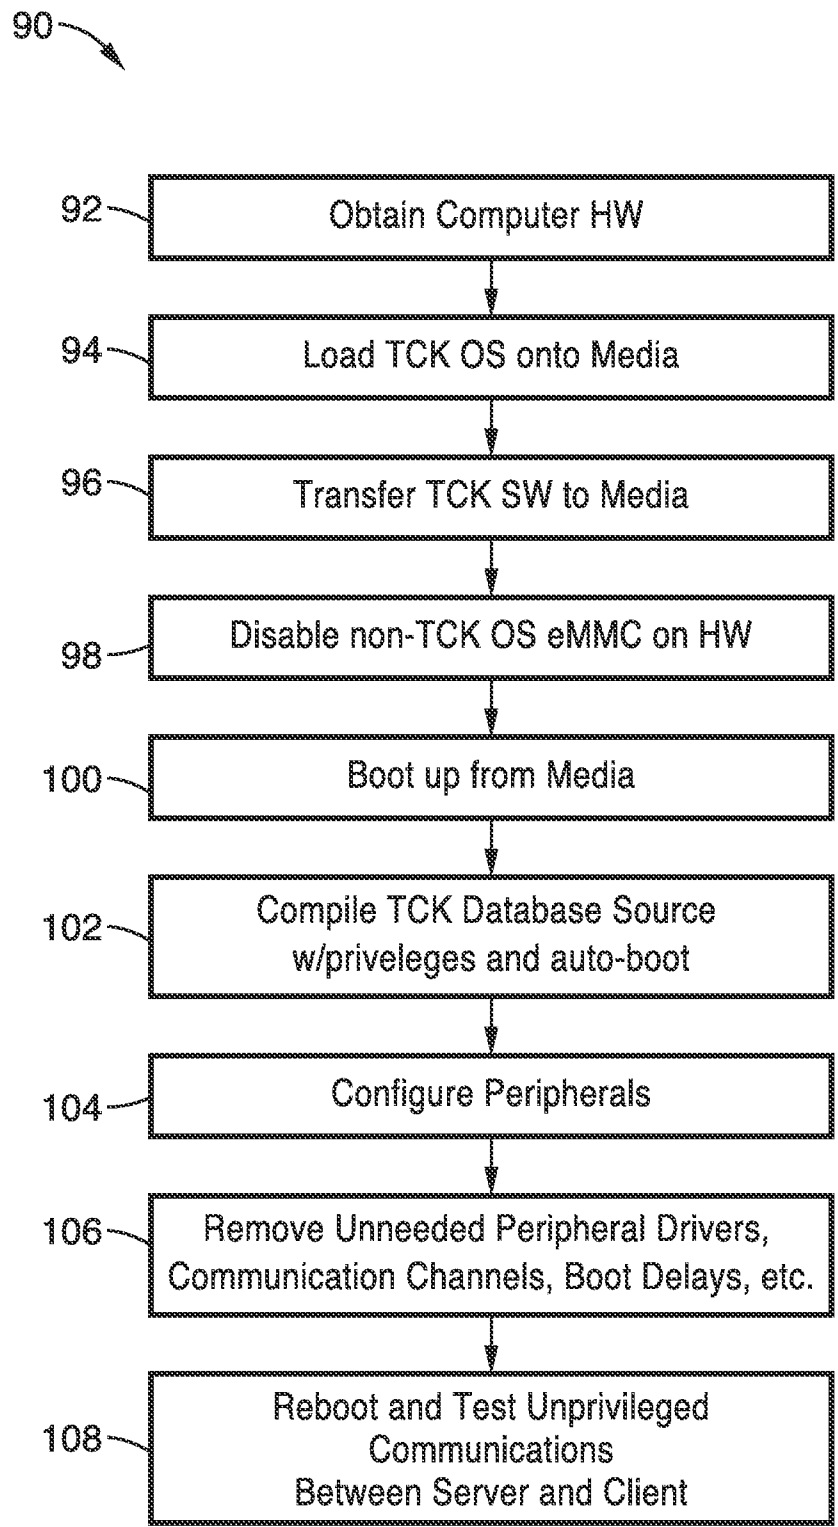 90
92
Obtain Computer HW
94
Load TCK OS onto Media
96
Transfer TCK SW to Media
98
Disable non-TCK OS eMMC on HW
100
Boot up from Media
102
Compile TCK Database Source
w/priveleges and auto-boot
104
Configure Peripherals
106
Remove Unneeded Peripheral Drivers,
Communication Channels, Boot Delays, etc.
108
Reboot and Test Unprivileged
Communications
Between Server and Client